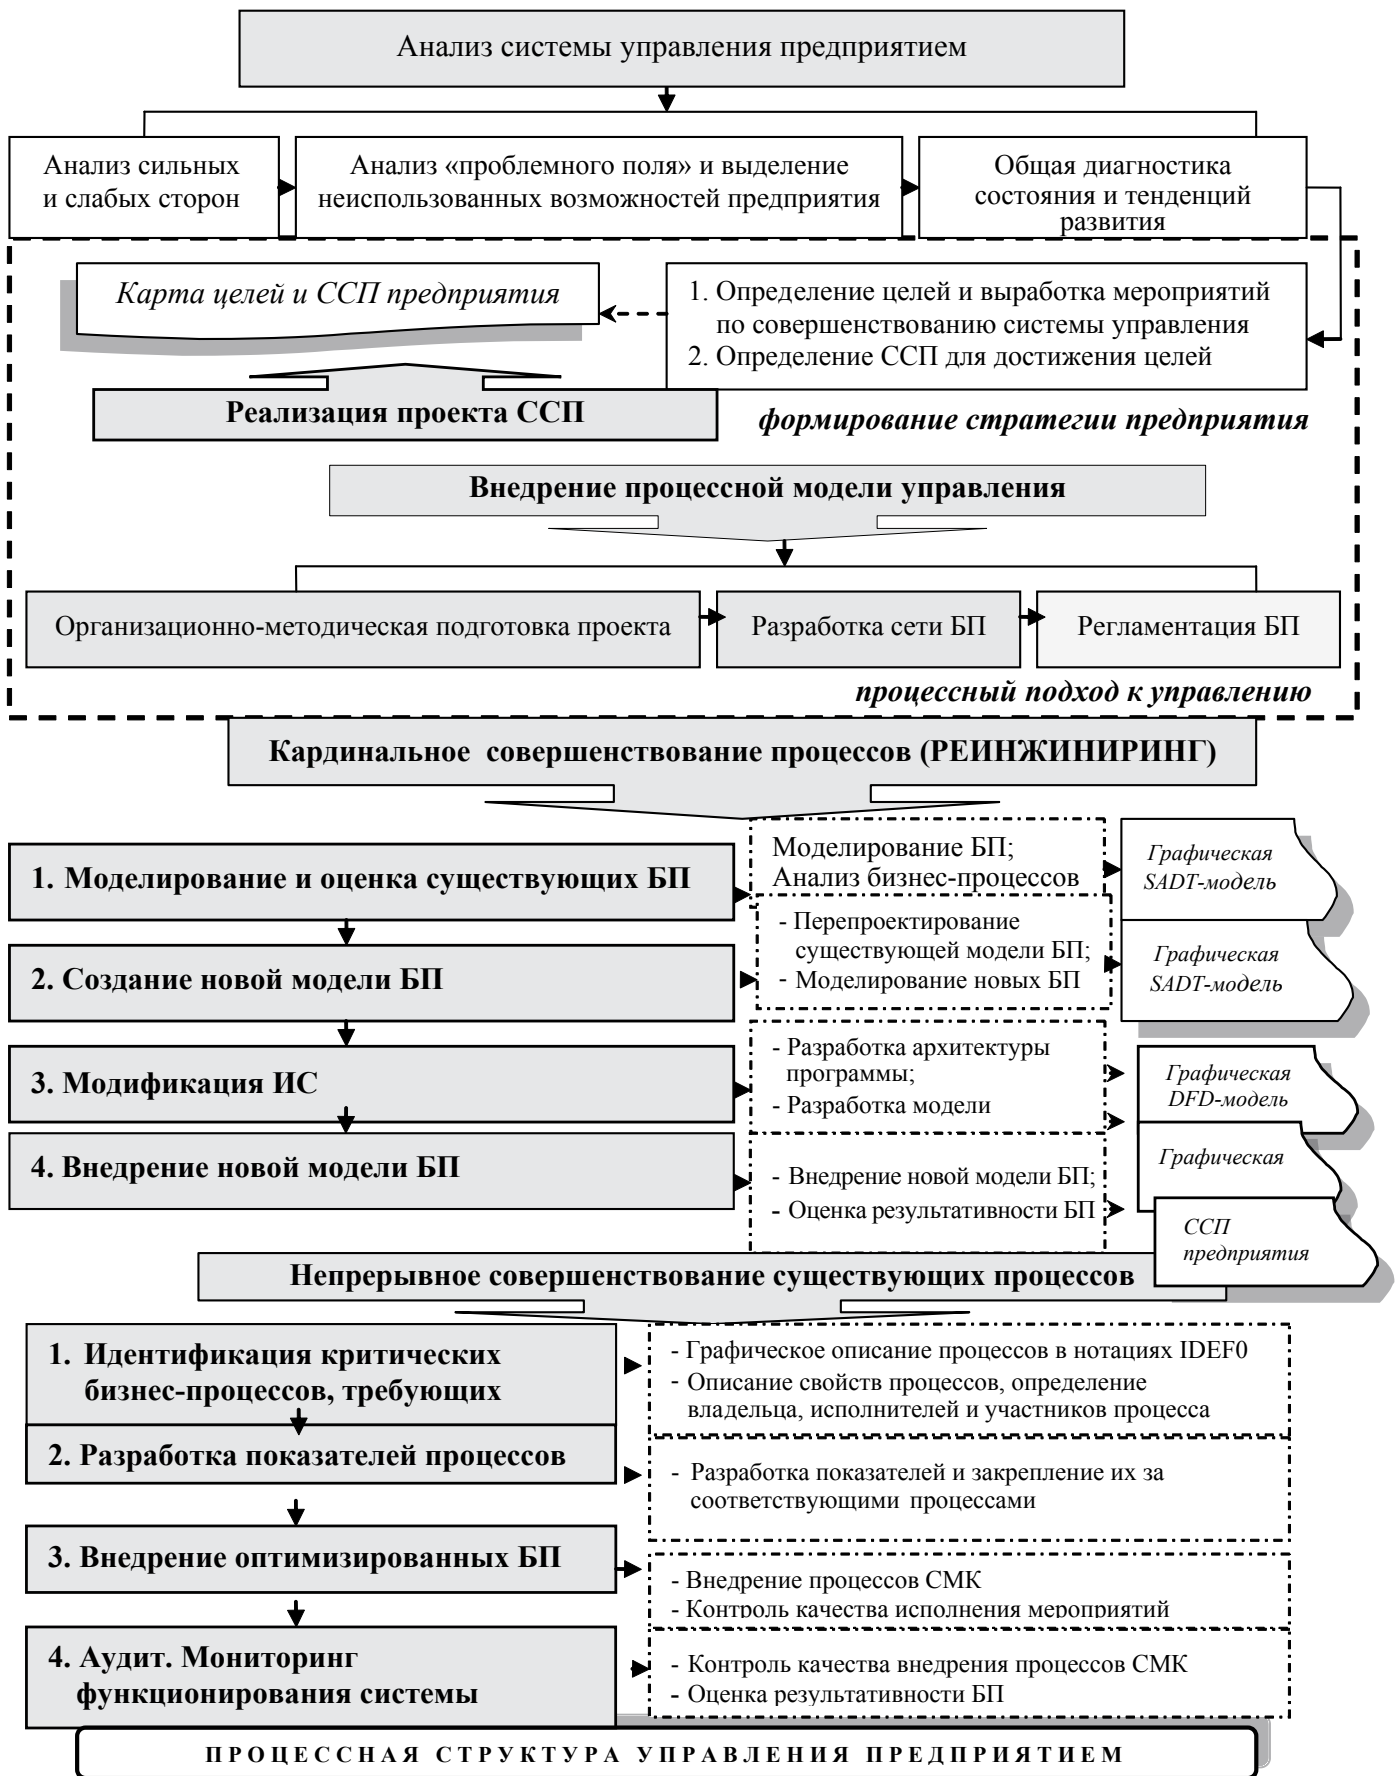 Анализ системы управления предприятием
Анализ сильных
и слабых сторон
Анализ «проблемного поля» и выделение
неиспользованных возможностей предприятия
Общая диагностика
состояния и тенденций
развития
Карта целей и ССП предприятия
1. Определение целей и выработка мероприятий
по совершенствованию системы управления
2. Определение ССП для достижения целей
Реализация проекта ССП
формирование стратегии предприятия
Внедрение процессной модели управления
Организационно-методическая подготовка проекта
Разработка сети БП
Регламентация БП
процессный подход к управлению
Кардинальное совершенствование процессов (РЕИНЖИНИРИНГ)
1. Моделирование и оценка существующих БП
Моделирование БП;
Анализ бизнес-процессов
Графическая
SADT-модель
2. Создание новой модели БП
- Перепроектирование
существующей модели БП;
- Моделирование новых БП
Графическая
SADT-модель
3. Модификация ИС
- Разработка архитектуры
программы;
- Разработка модели
Графическая
DFD-модель
4. Внедрение новой модели БП
- Внедрение новой модели БП;
- Оценка результативности БП
Графическая
ССП
предприятия
Непрерывное совершенствование существующих процессов
1. Идентификация критических
бизнес-процессов, требующих
- Графическое описание процессов в нотациях IDEF0
- Описание свойств процессов, определение
владельца, исполнителей и участников процесса
2. Разработка показателей процессов
- Разработка показателей и закрепление их за
соответствующими процессами
3. Внедрение оптимизированных БП
- Внедрение процессов СМК
- Контроль качества исполнения мероприятий
4. Аудит. Мониторинг
функционирования системы
- Контроль качества внедрения процессов СМК
- Оценка результативности БП
ПРОЦЕССНАЯ СТРУКТУРА УПРАВЛЕНИЯ ПРЕДПРИЯТИЕМ